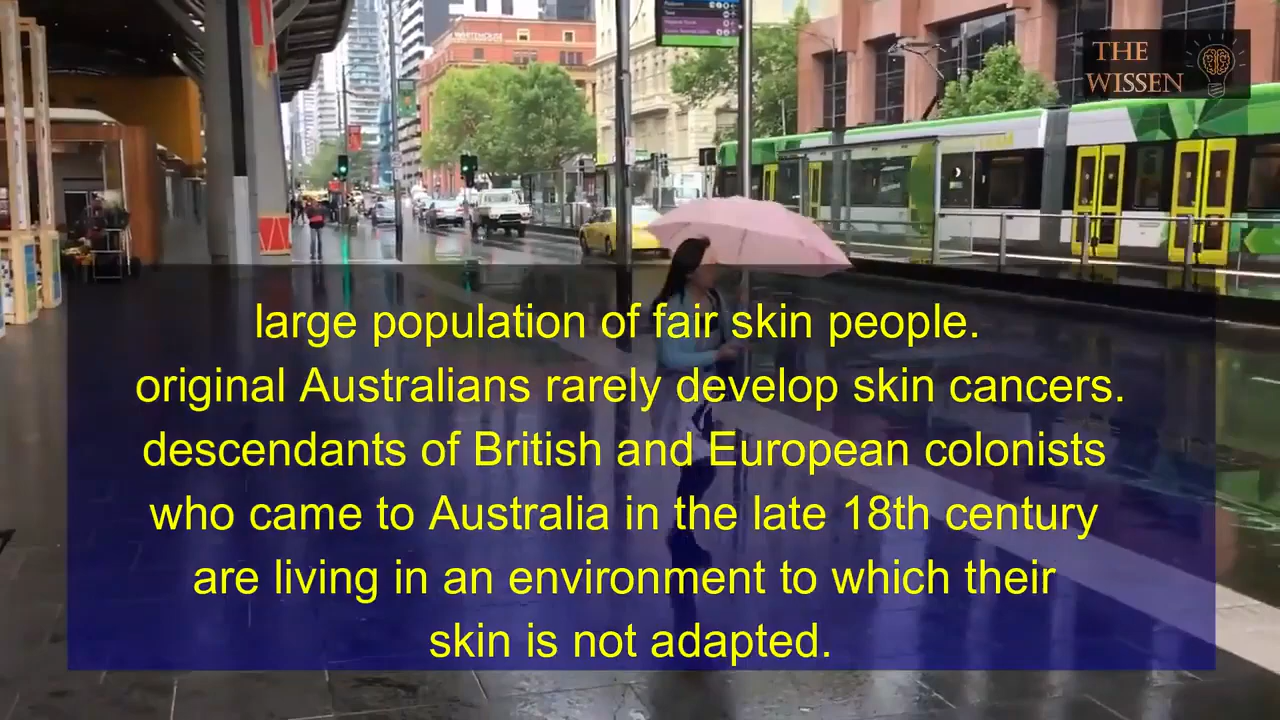 WHITEHOUSE
THE
WISSEN
large population of fair skin people.
original Australians rarely develop skin cancers.
descendants of British and European colonists
who came to Australia in the late 18th century
are living in an environment to which their
skin is not adapted.